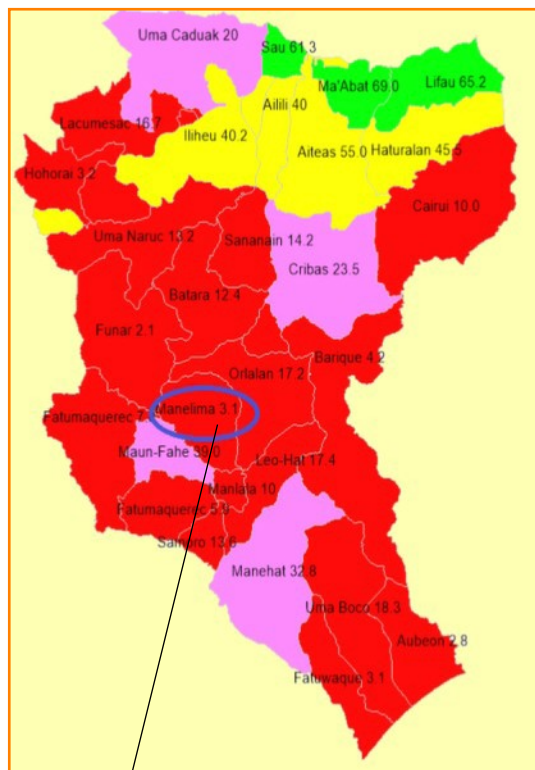 Uma Caduak 20
Sau 61.3
Ma'Abat 69.0
Lifau 65.2
Lacumesac 16.7
Ailili 40
Iliheu 40.2
Aiteas 55.0
Haturalan 45.5
Hohorai 3.2
Cairui 10.0
Uma Naruc 13.2
Sananain 14.2
Cribas 23.5
Batara 12.4
Funar 2.1
Barique 4.2
Orlalan 17.2
Manelima 3.1
Fatumaquerec 7
Maun-Fahe 39.0
Leo-Hat 17.4
Manlala 10
Fatumaquerec 5.9
Samoro 13.6
Manehat 32.8
Uma Boco 18.3
Aubeon 2.8
Fatuwaque 3.1